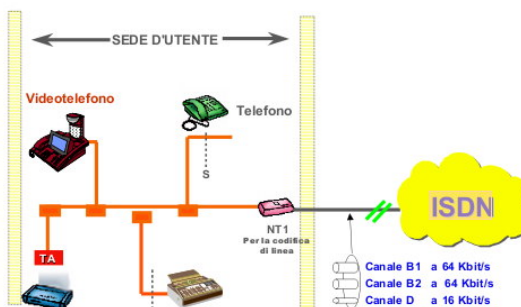 SEDE D'UTENTE
Videotelefono
Telefono
S
ISDN
NT1
Per la codifica
di linea
TA
Canale B1 a 64 Kbit/s
Canale B2 a 64 Kbit/s
Canale D a 16 Kbit/s